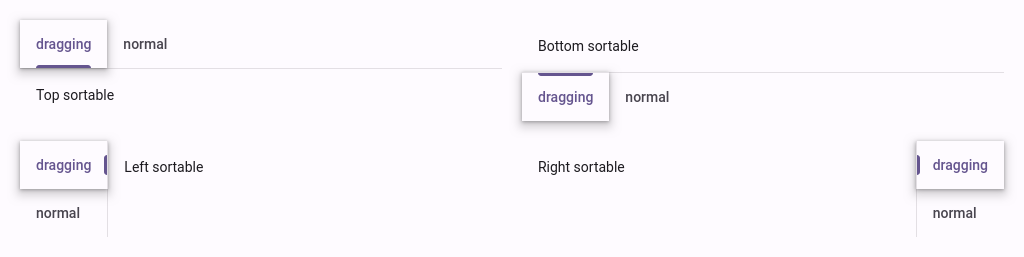 dragging normal
Top sortable
Bottom sortable
dragging normal
dragging
Left sortable
normal
Right sortable
dragging
normal